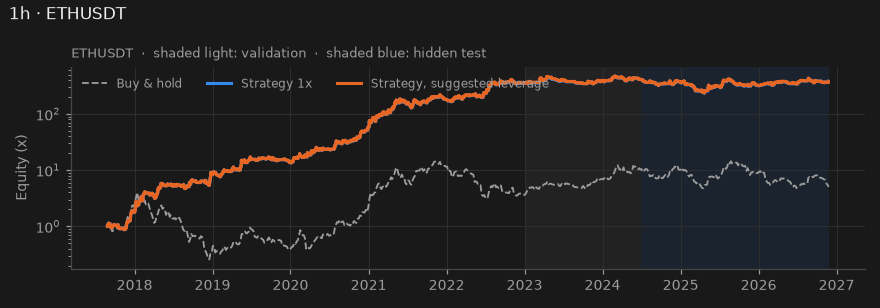 1h · ETHUSDT
ETHUSDT · shaded light: validation · shaded blue: hidden test
Buy & hold Strategy 1x Strategy, suggested leverage
Equity (x)
10²
10¹
10⁰
2018 2019 2020 2021 2022 2023 2024 2025 2026 2027